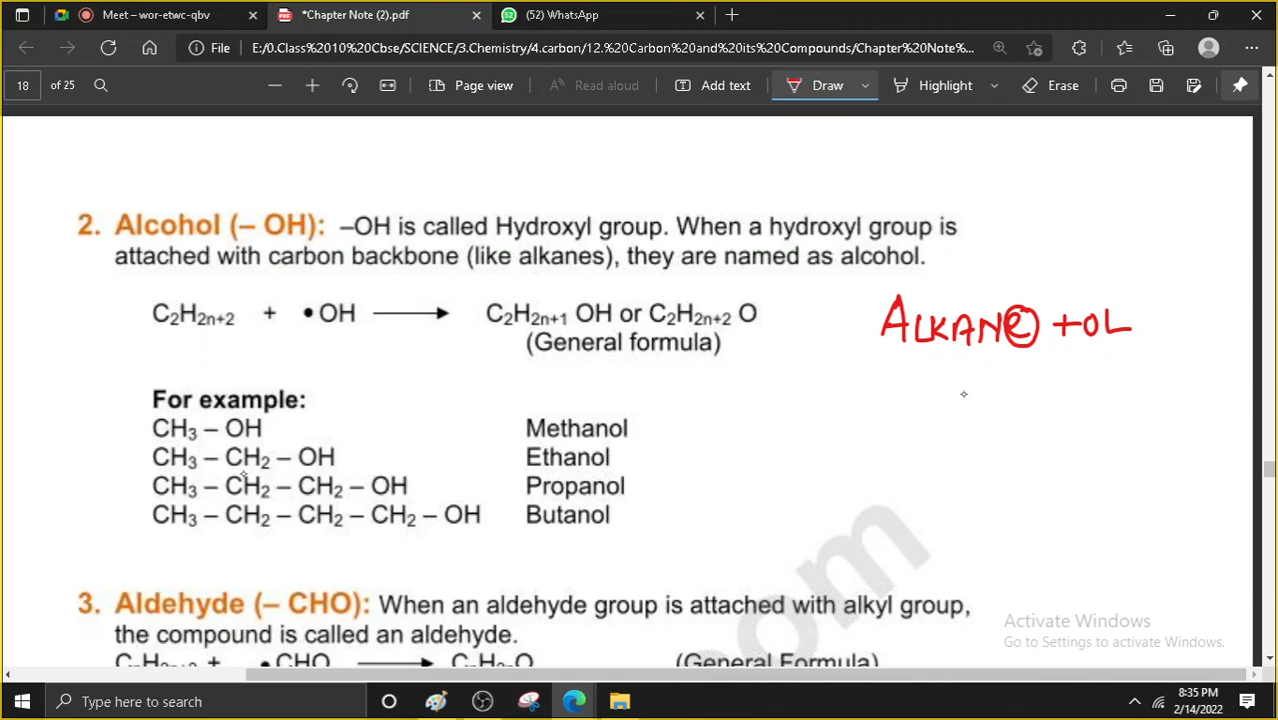 Meet – wor-etwc-qbv
*Chapter Note (2).pdf
(52) WhatsApp
File
E:/0.Class%2010%20Cbse/SCIENCE/3.Chemistry/4.carbon/12.%20Carbon%20and%20its%20Compounds/Chapter%20Note%...
18 of 25
Page view
Read aloud
Add text
Draw
Highlight
Erase
2. Alcohol (– OH): –OH is called Hydroxyl group. When a hydroxyl group is
attached with carbon backbone (like alkanes), they are named as alcohol.
C₂H₂ₙ₊₂ + • OH ⟶ C₂H₂ₙ₊₁ OH or C₂H₂ₙ₊₂ O
(General formula)
ALKANe +OL
For example:
CH₃ – OH Methanol
CH₃ – CH₂ – OH Ethanol
CH₃ – CH₂ – CH₂ – OH Propanol
CH₃ – CH₂ – CH₂ – CH₂ – OH Butanol
3. Aldehyde (– CHO): When an aldehyde group is attached with alkyl group,
the compound is called an aldehyde.
• CHO ⟶ (General Formula)
om
Activate Windows
Go to Settings to activate Windows.
Type here to search
8:35 PM
2/14/2022